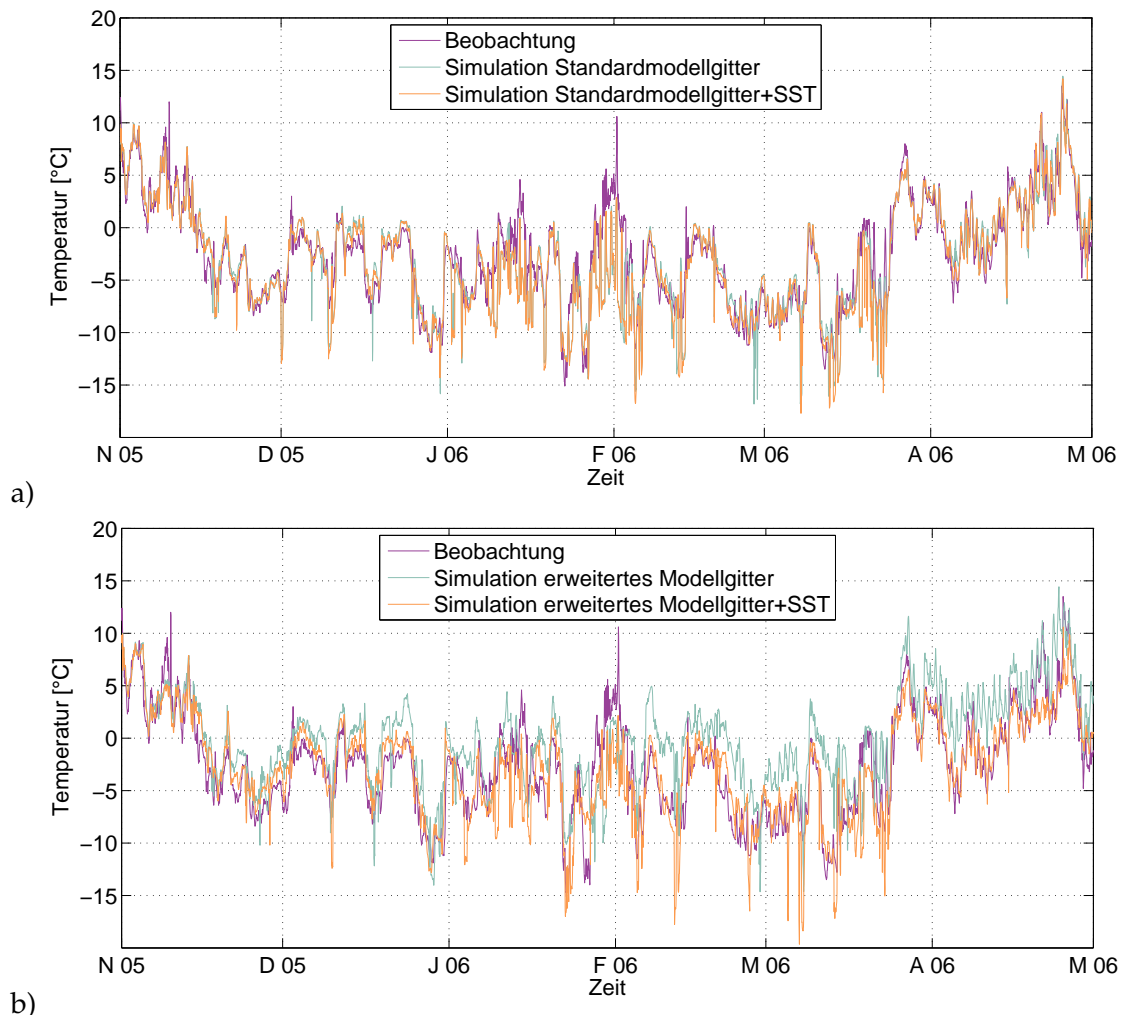 20
15
10
5
0
−5
−10
−15
Temperatur [°C]
Beobachtung
Simulation Standardmodellgitter
Simulation Standardmodellgitter+SST
N 05 D 05 J 06 F 06 M 06 A 06 M 06
Zeit
a)
20
15
10
5
0
−5
−10
−15
Temperatur [°C]
Beobachtung
Simulation erweitertes Modellgitter
Simulation erweitertes Modellgitter+SST
N 05 D 05 J 06 F 06 M 06 A 06 M 06
Zeit
b)